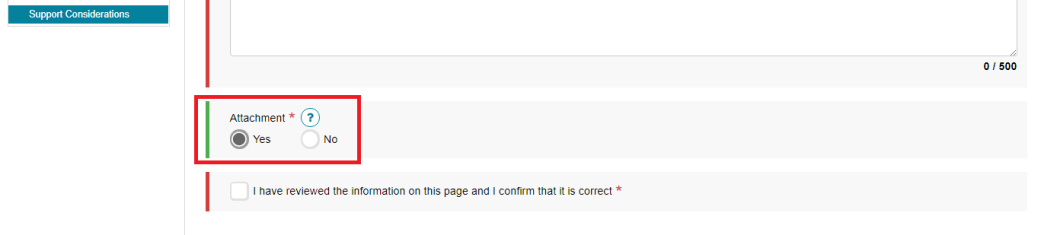 Support Considerations
0 / 500
Attachment * ?
Yes No
I have reviewed the information on this page and I confirm that it is correct *